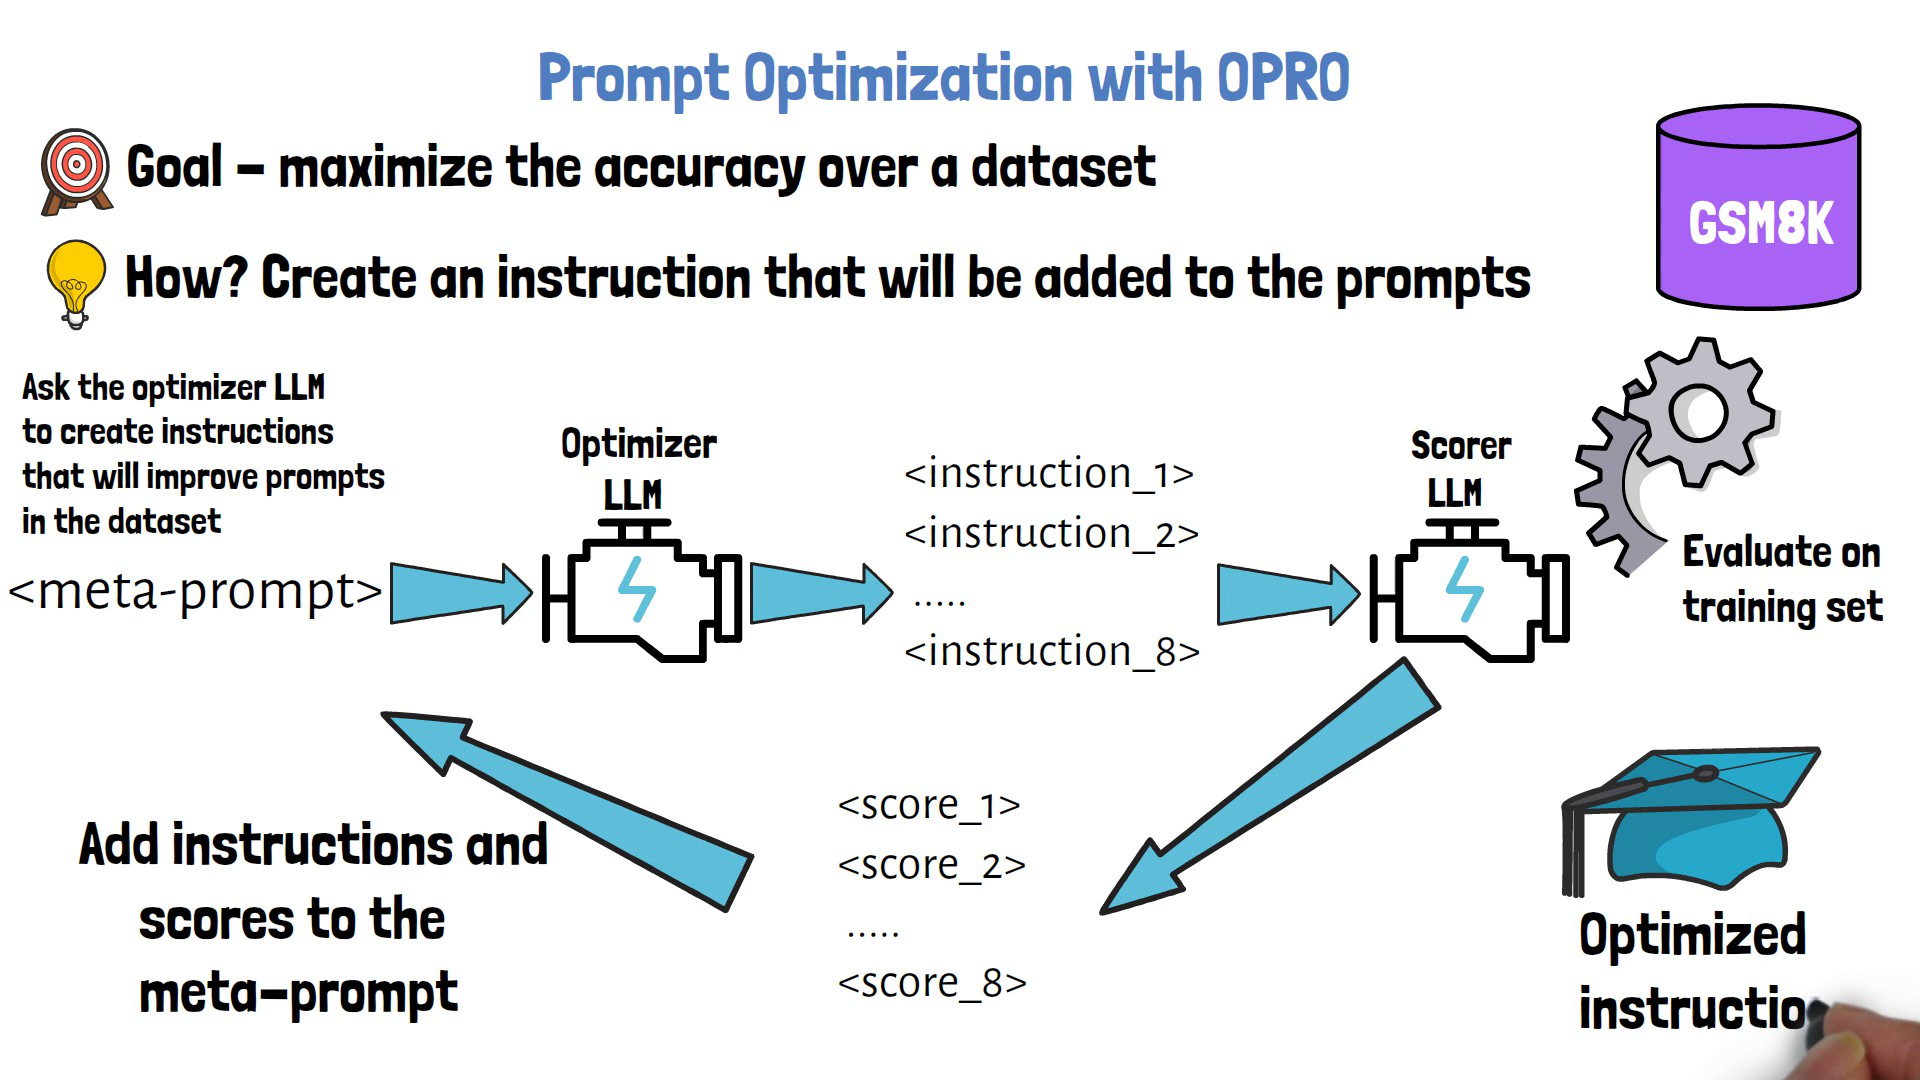 Prompt Optimization with OPRO
Goal – maximize the accuracy over a dataset
GSM8K
How? Create an instruction that will be added to the prompts
Ask the optimizer LLM
to create instructions
that will improve prompts
in the dataset
<meta-prompt>
Optimizer
LLM
<instruction_1>
<instruction_2>
.....
<instruction_8>
Scorer
LLM
Evaluate on
training set
<score_1>
<score_2>
.....
<score_8>
Add instructions and
scores to the
meta-prompt
Optimized
instructio